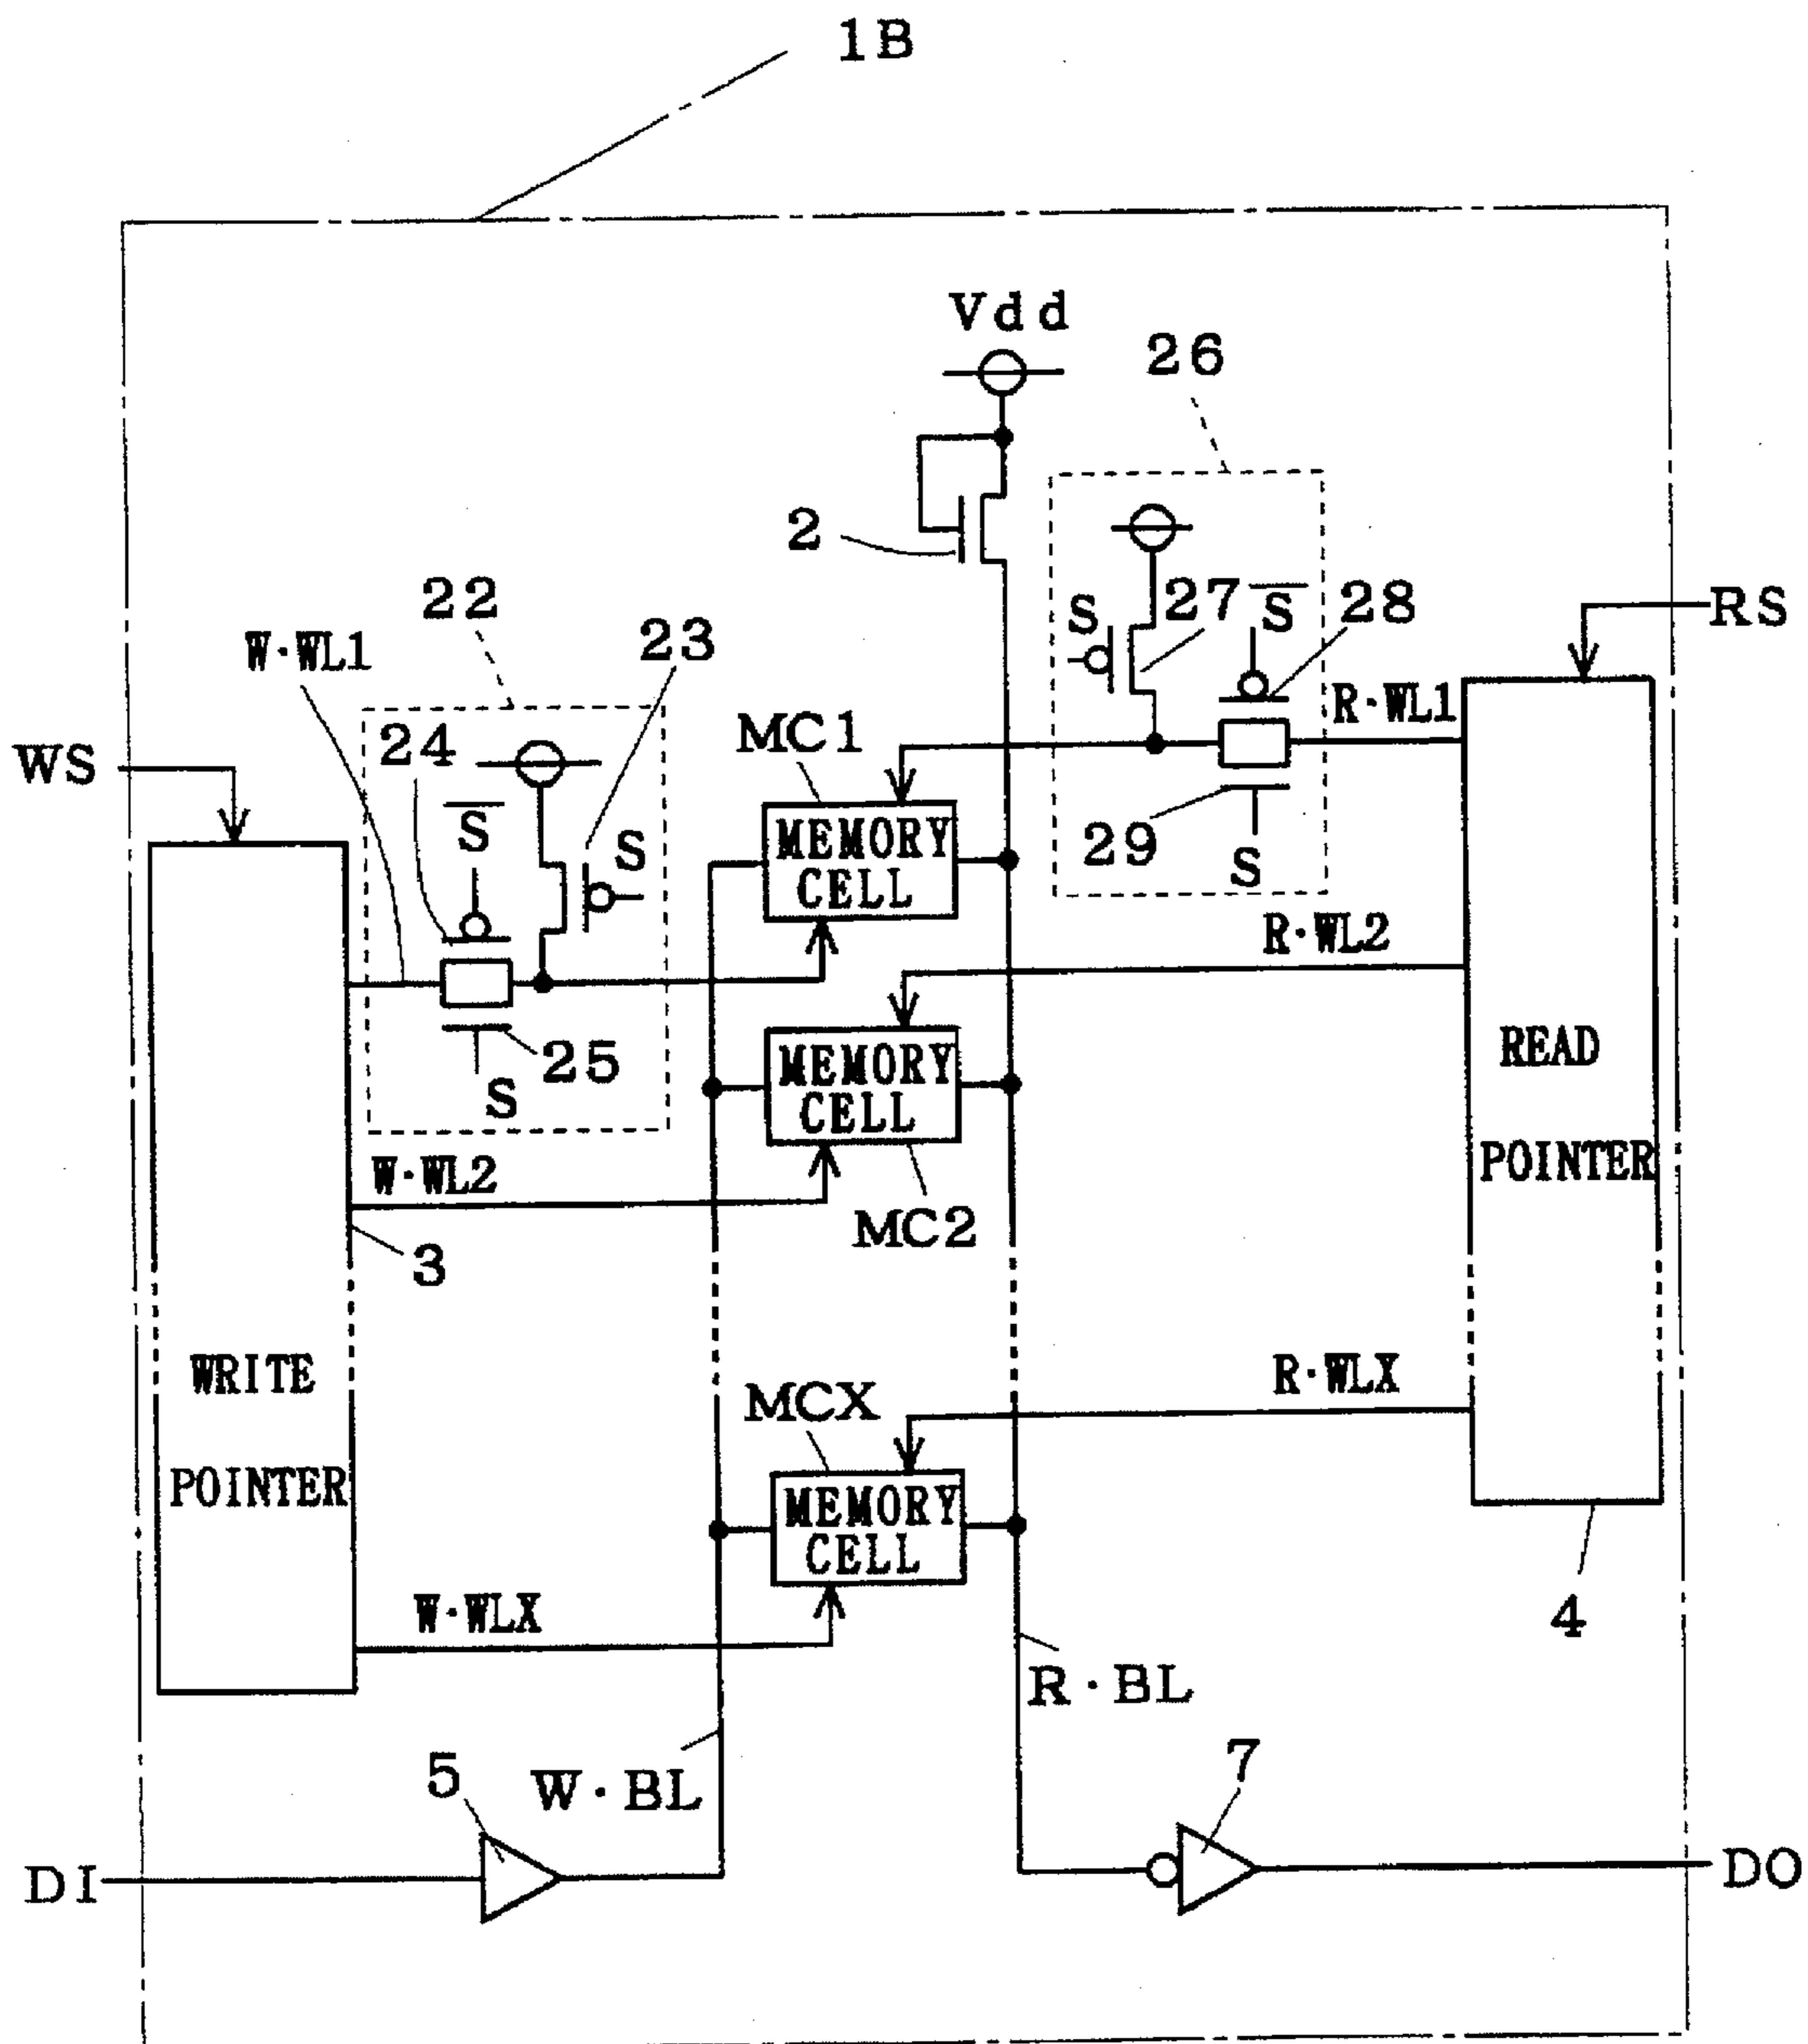 1B
Vdd
26
2
22
S
27
S̅
28
RS
W·WL1
23
R·WL1
24
MC1
WS
S̅
S
MEMORY
CELL
29
S
R·WL2
25
S
MEMORY
CELL
READ
POINTER
W·WL2
MC2
3
WRITE
POINTER
R·WLX
MCX
MEMORY
CELL
4
W·WLX
R·BL
5
W·BL
7
DI
DO